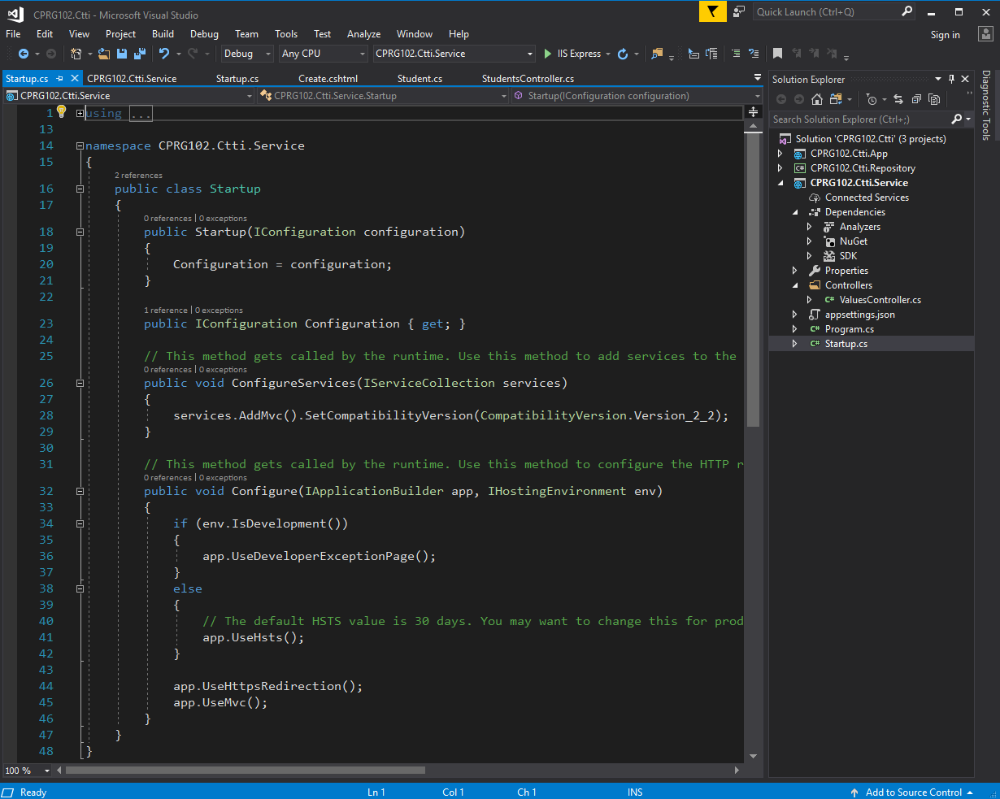 CPRG102.Ctti - Microsoft Visual Studio
Quick Launch (Ctrl+Q)
File Edit View Project Build Debug Team Tools Test Analyze Window Help
Sign in
Debug Any CPU CPRG102.Ctti.Service IIS Express
Startup.cs CPRG102.Ctti.Service Startup.cs Create.cshtml Student.cs StudentsController.cs
CPRG102.Ctti.Service CPRG102.Ctti.Service.Startup Startup(IConfiguration configuration)
1 using ...
13
14 namespace CPRG102.Ctti.Service
15 {
2 references
16 public class Startup
17 {
0 references | 0 exceptions
18 public Startup(IConfiguration configuration)
19 {
20 Configuration = configuration;
21 }
22
1 reference | 0 exceptions
23 public IConfiguration Configuration { get; }
24
25 // This method gets called by the runtime. Use this method to add services to the
0 references | 0 exceptions
26 public void ConfigureServices(IServiceCollection services)
27 {
28 services.AddMvc().SetCompatibilityVersion(CompatibilityVersion.Version_2_2);
29 }
30
31 // This method gets called by the runtime. Use this method to configure the HTTP r
0 references | 0 exceptions
32 public void Configure(IApplicationBuilder app, IHostingEnvironment env)
33 {
34 if (env.IsDevelopment())
35 {
36 app.UseDeveloperExceptionPage();
37 }
38 else
39 {
40 // The default HSTS value is 30 days. You may want to change this for prod
41 app.UseHsts();
42 }
43
44 app.UseHttpsRedirection();
45 app.UseMvc();
46 }
47 }
48 }
100 %
Solution Explorer
Search Solution Explorer (Ctrl+;)
Solution 'CPRG102.Ctti' (3 projects)
CPRG102.Ctti.App
C# CPRG102.Ctti.Repository
CPRG102.Ctti.Service
Connected Services
Dependencies
Analyzers
NuGet
SDK
Properties
Controllers
C# ValuesController.cs
appsettings.json
C# Program.cs
C# Startup.cs
Diagnostic Tools
Ready Ln 1 Col 1 Ch 1 INS Add to Source Control